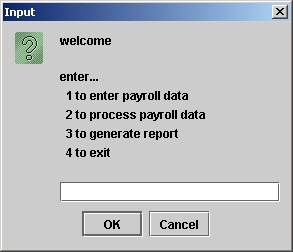 Input
welcome
enter...
1 to enter payroll data
2 to process payroll data
3 to generate report
4 to exit
OK
Cancel